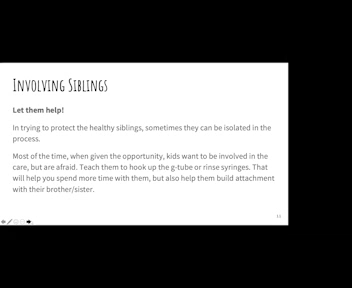 Involving Siblings
Let them help!
In trying to protect the healthy siblings, sometimes they can be isolated in the
process.
Most of the time, when given the opportunity, kids want to be involved in the
care, but are afraid. Teach them to hook up the g-tube or rinse syringes. That
will help you spend more time with them, but also help them build attachment
with their brother/sister.